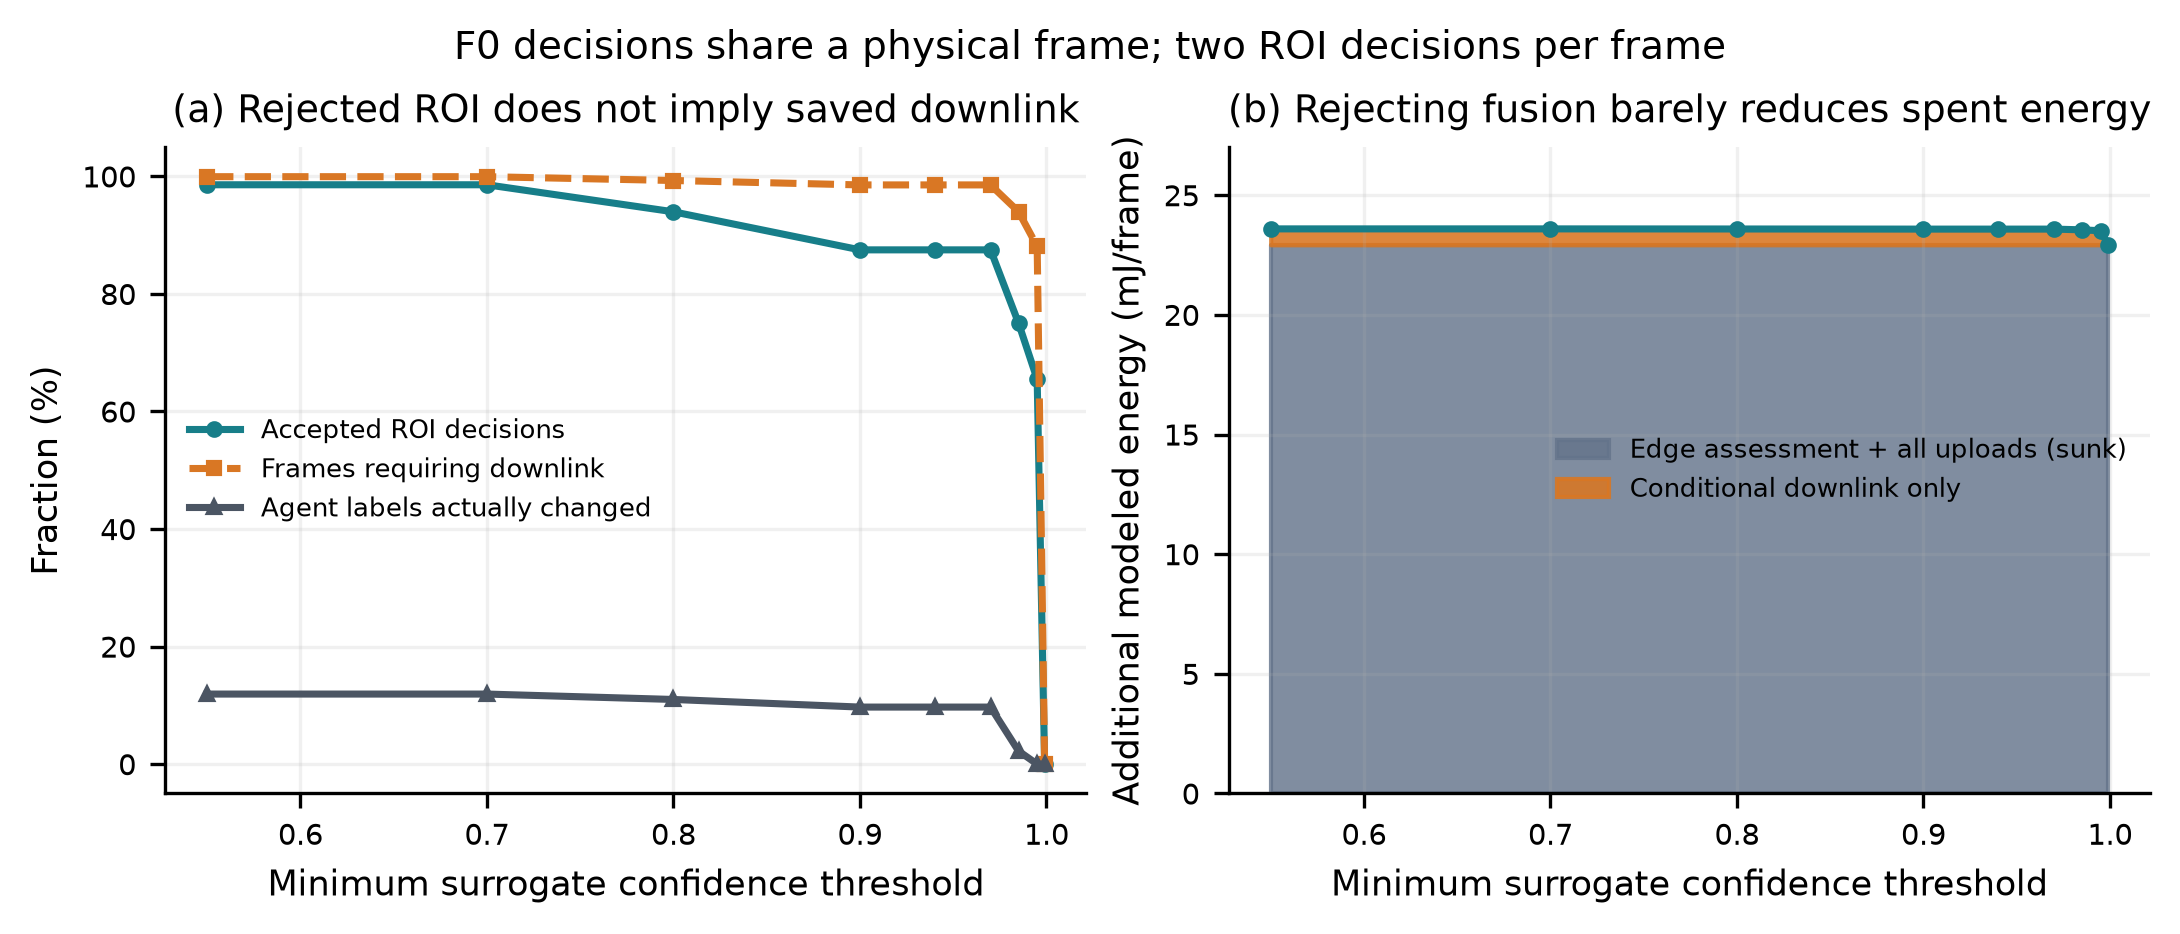 F0 decisions share a physical frame; two ROI decisions per frame
(a) Rejected ROI does not imply saved downlink
Fraction (%)
100
80
60
40
20
0
Accepted ROI decisions
Frames requiring downlink
Agent labels actually changed
0.6 0.7 0.8 0.9 1.0
Minimum surrogate confidence threshold
(b) Rejecting fusion barely reduces spent energy
Additional modeled energy (mJ/frame)
25
20
15
10
5
0
Edge assessment + all uploads (sunk)
Conditional downlink only
0.6 0.7 0.8 0.9 1.0
Minimum surrogate confidence threshold